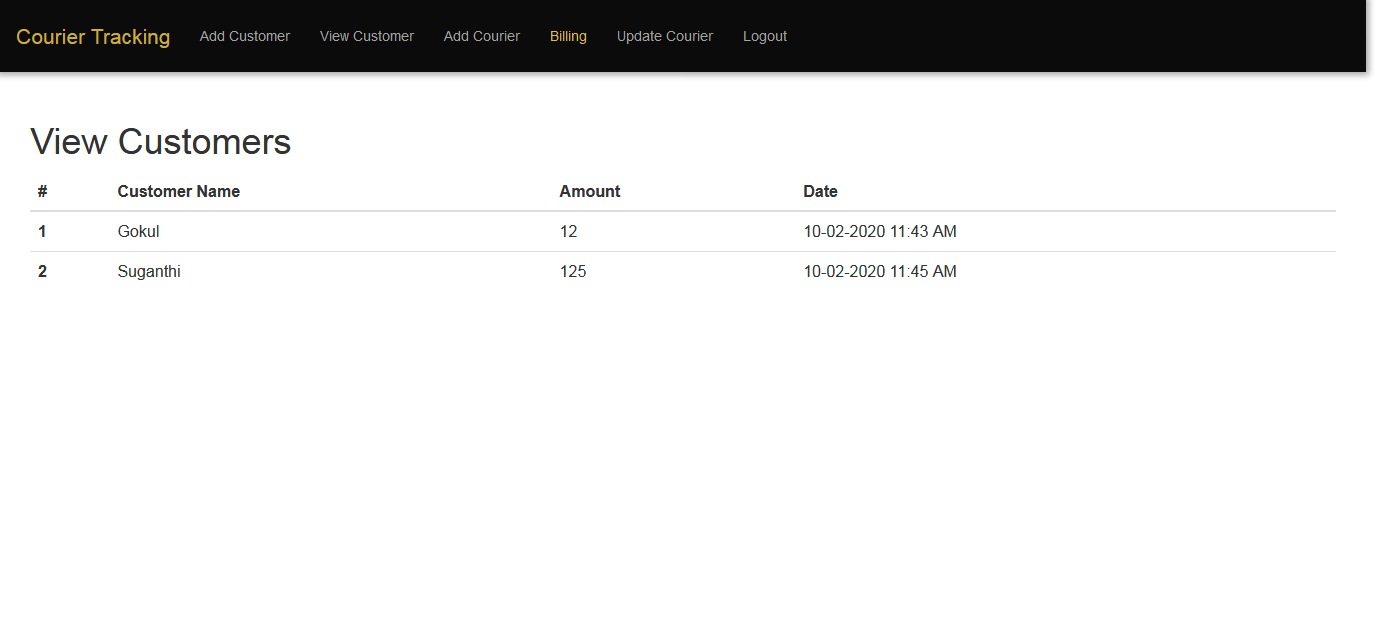 Courier Tracking Add Customer View Customer Add Courier Billing Update Courier Logout
View Customers
# Customer Name Amount Date
1 Gokul 12 10-02-2020 11:43 AM
2 Suganthi 125 10-02-2020 11:45 AM